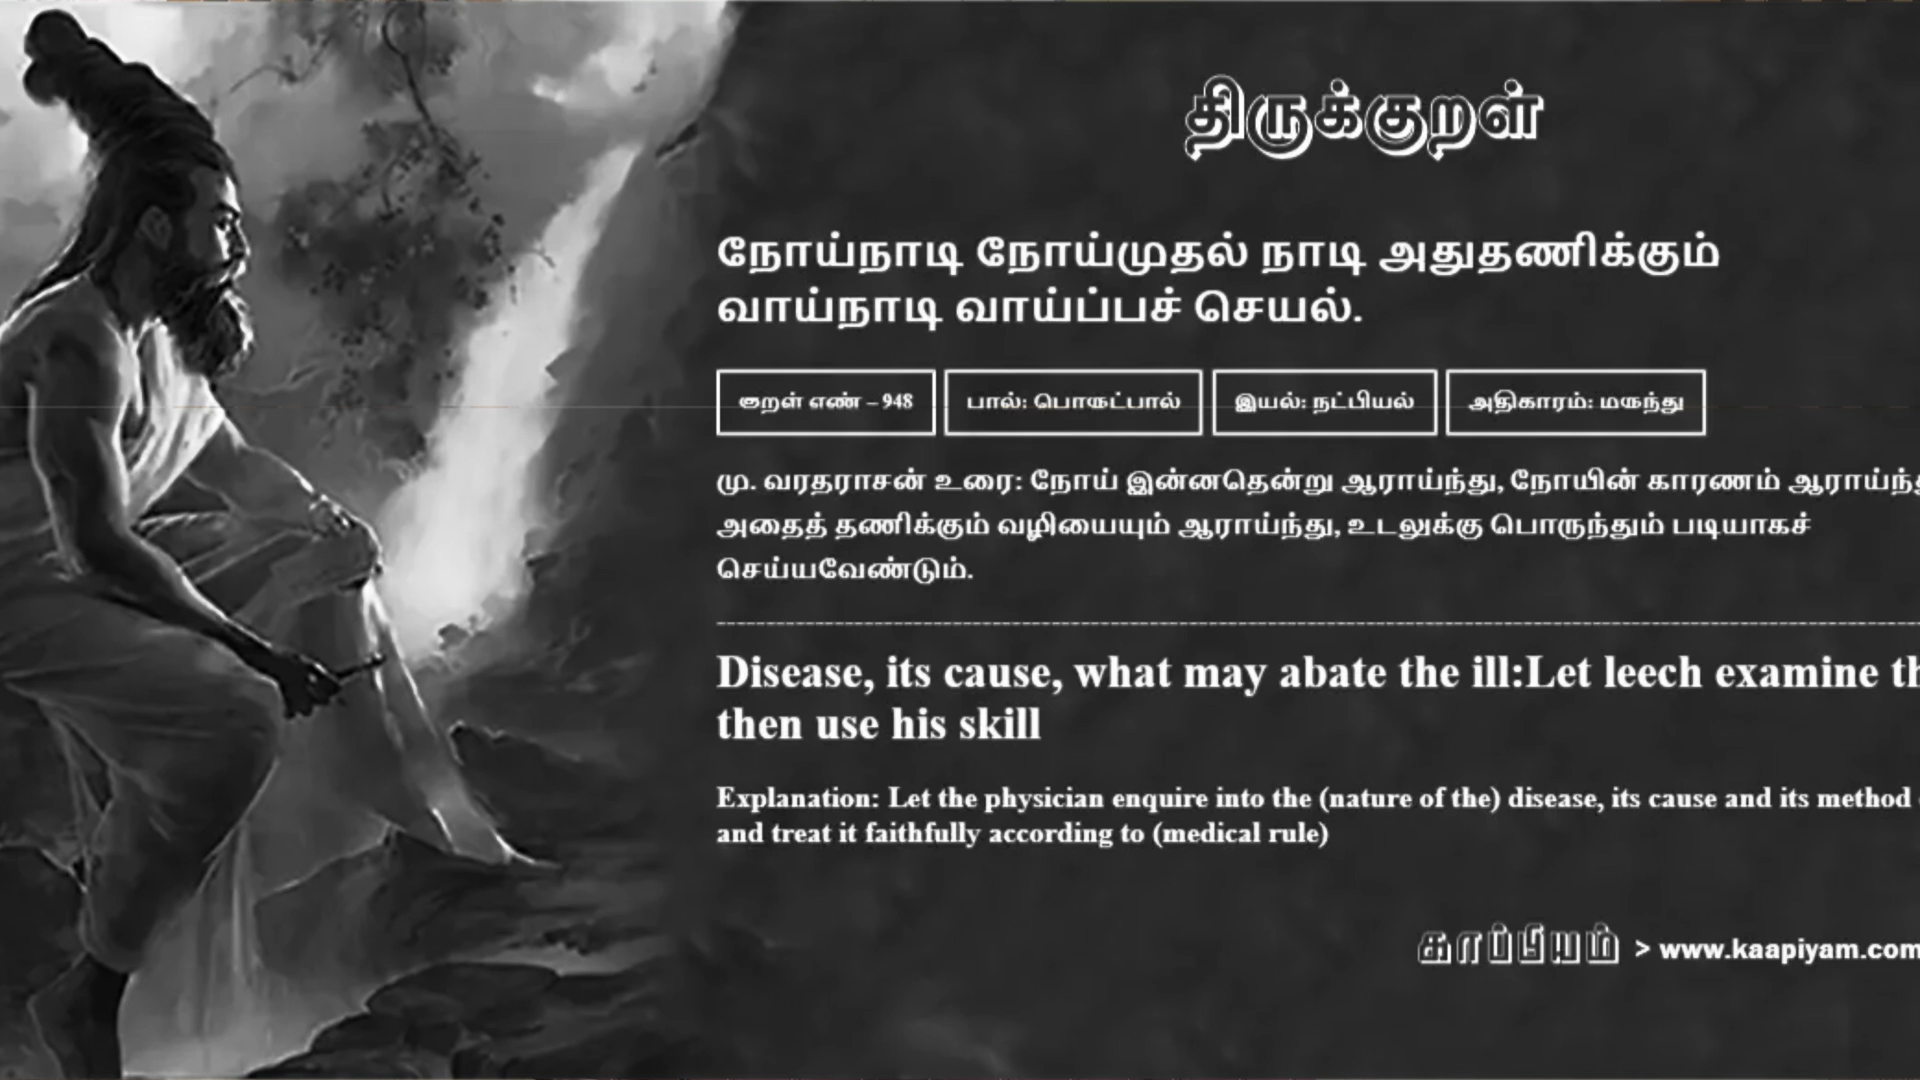 திருக்குறள்
நோய்நாடி நோய்முதல் நாடி அதுதணிக்கும்
வாய்நாடி வாய்ப்பச் செயல்.
குறள் எண் – 948
பால்: பொருட்பால்
இயல்: நட்பியல்
அதிகாரம்: மருந்து
மு. வரதராசன் உரை: நோய் இன்னதென்று ஆராய்ந்து, நோயின் காரணம்
அதைத் தணிக்கும் வழியையும் ஆராய்ந்து, உடலுக்கு பொருந்தும் படியாகச்
செய்யவேண்டும்.
Disease, its cause, what may abate the ill:Let leech examine
then use his skill
Explanation: Let the physician enquire into the (nature of the) disease, its cause and its method
and treat it faithfully according to (medical rule)
காப்பியம் > www.kaapiyam.com